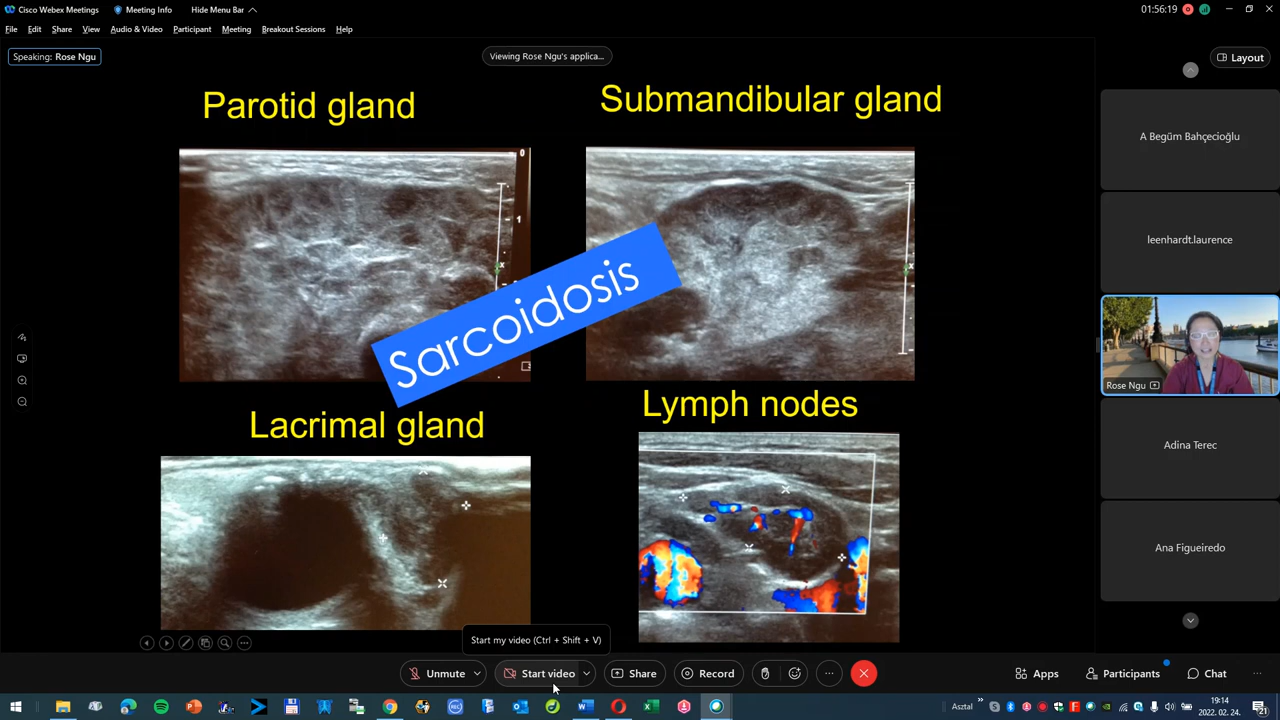 Cisco Webex Meetings
Meeting Info
Hide Menu Bar
01:56:19
File Edit Share View Audio & Video Participant Meeting Breakout Sessions Help
Speaking: Rose Ngu
Viewing Rose Ngu's applica...
Layout
Parotid gland
Submandibular gland
0
1
Sarcoidosis
Lacrimal gland
Lymph nodes
A Begüm Bahçecioğlu
leenhardt.laurence
Rose Ngu
Adina Terec
Ana Figueiredo
Start my video (Ctrl + Shift + V)
Unmute
Start video
Share
Record
Apps
Participants
Chat
Asztal
19:14
2022. 02. 24.